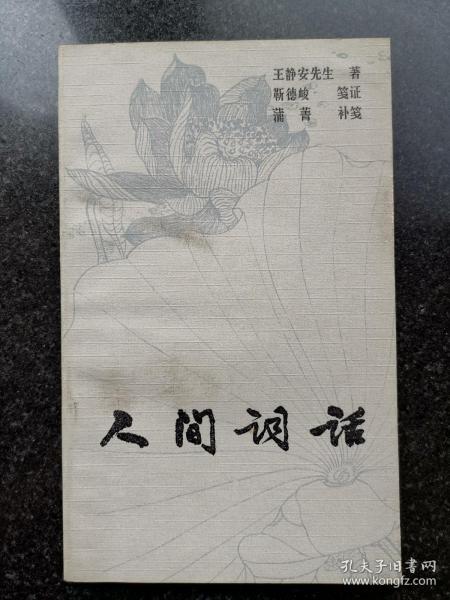 王静安先生 著
靳德峻 笺证
蒲菁 补笺
人间词话
孔夫子旧书网
www.kongfz.com